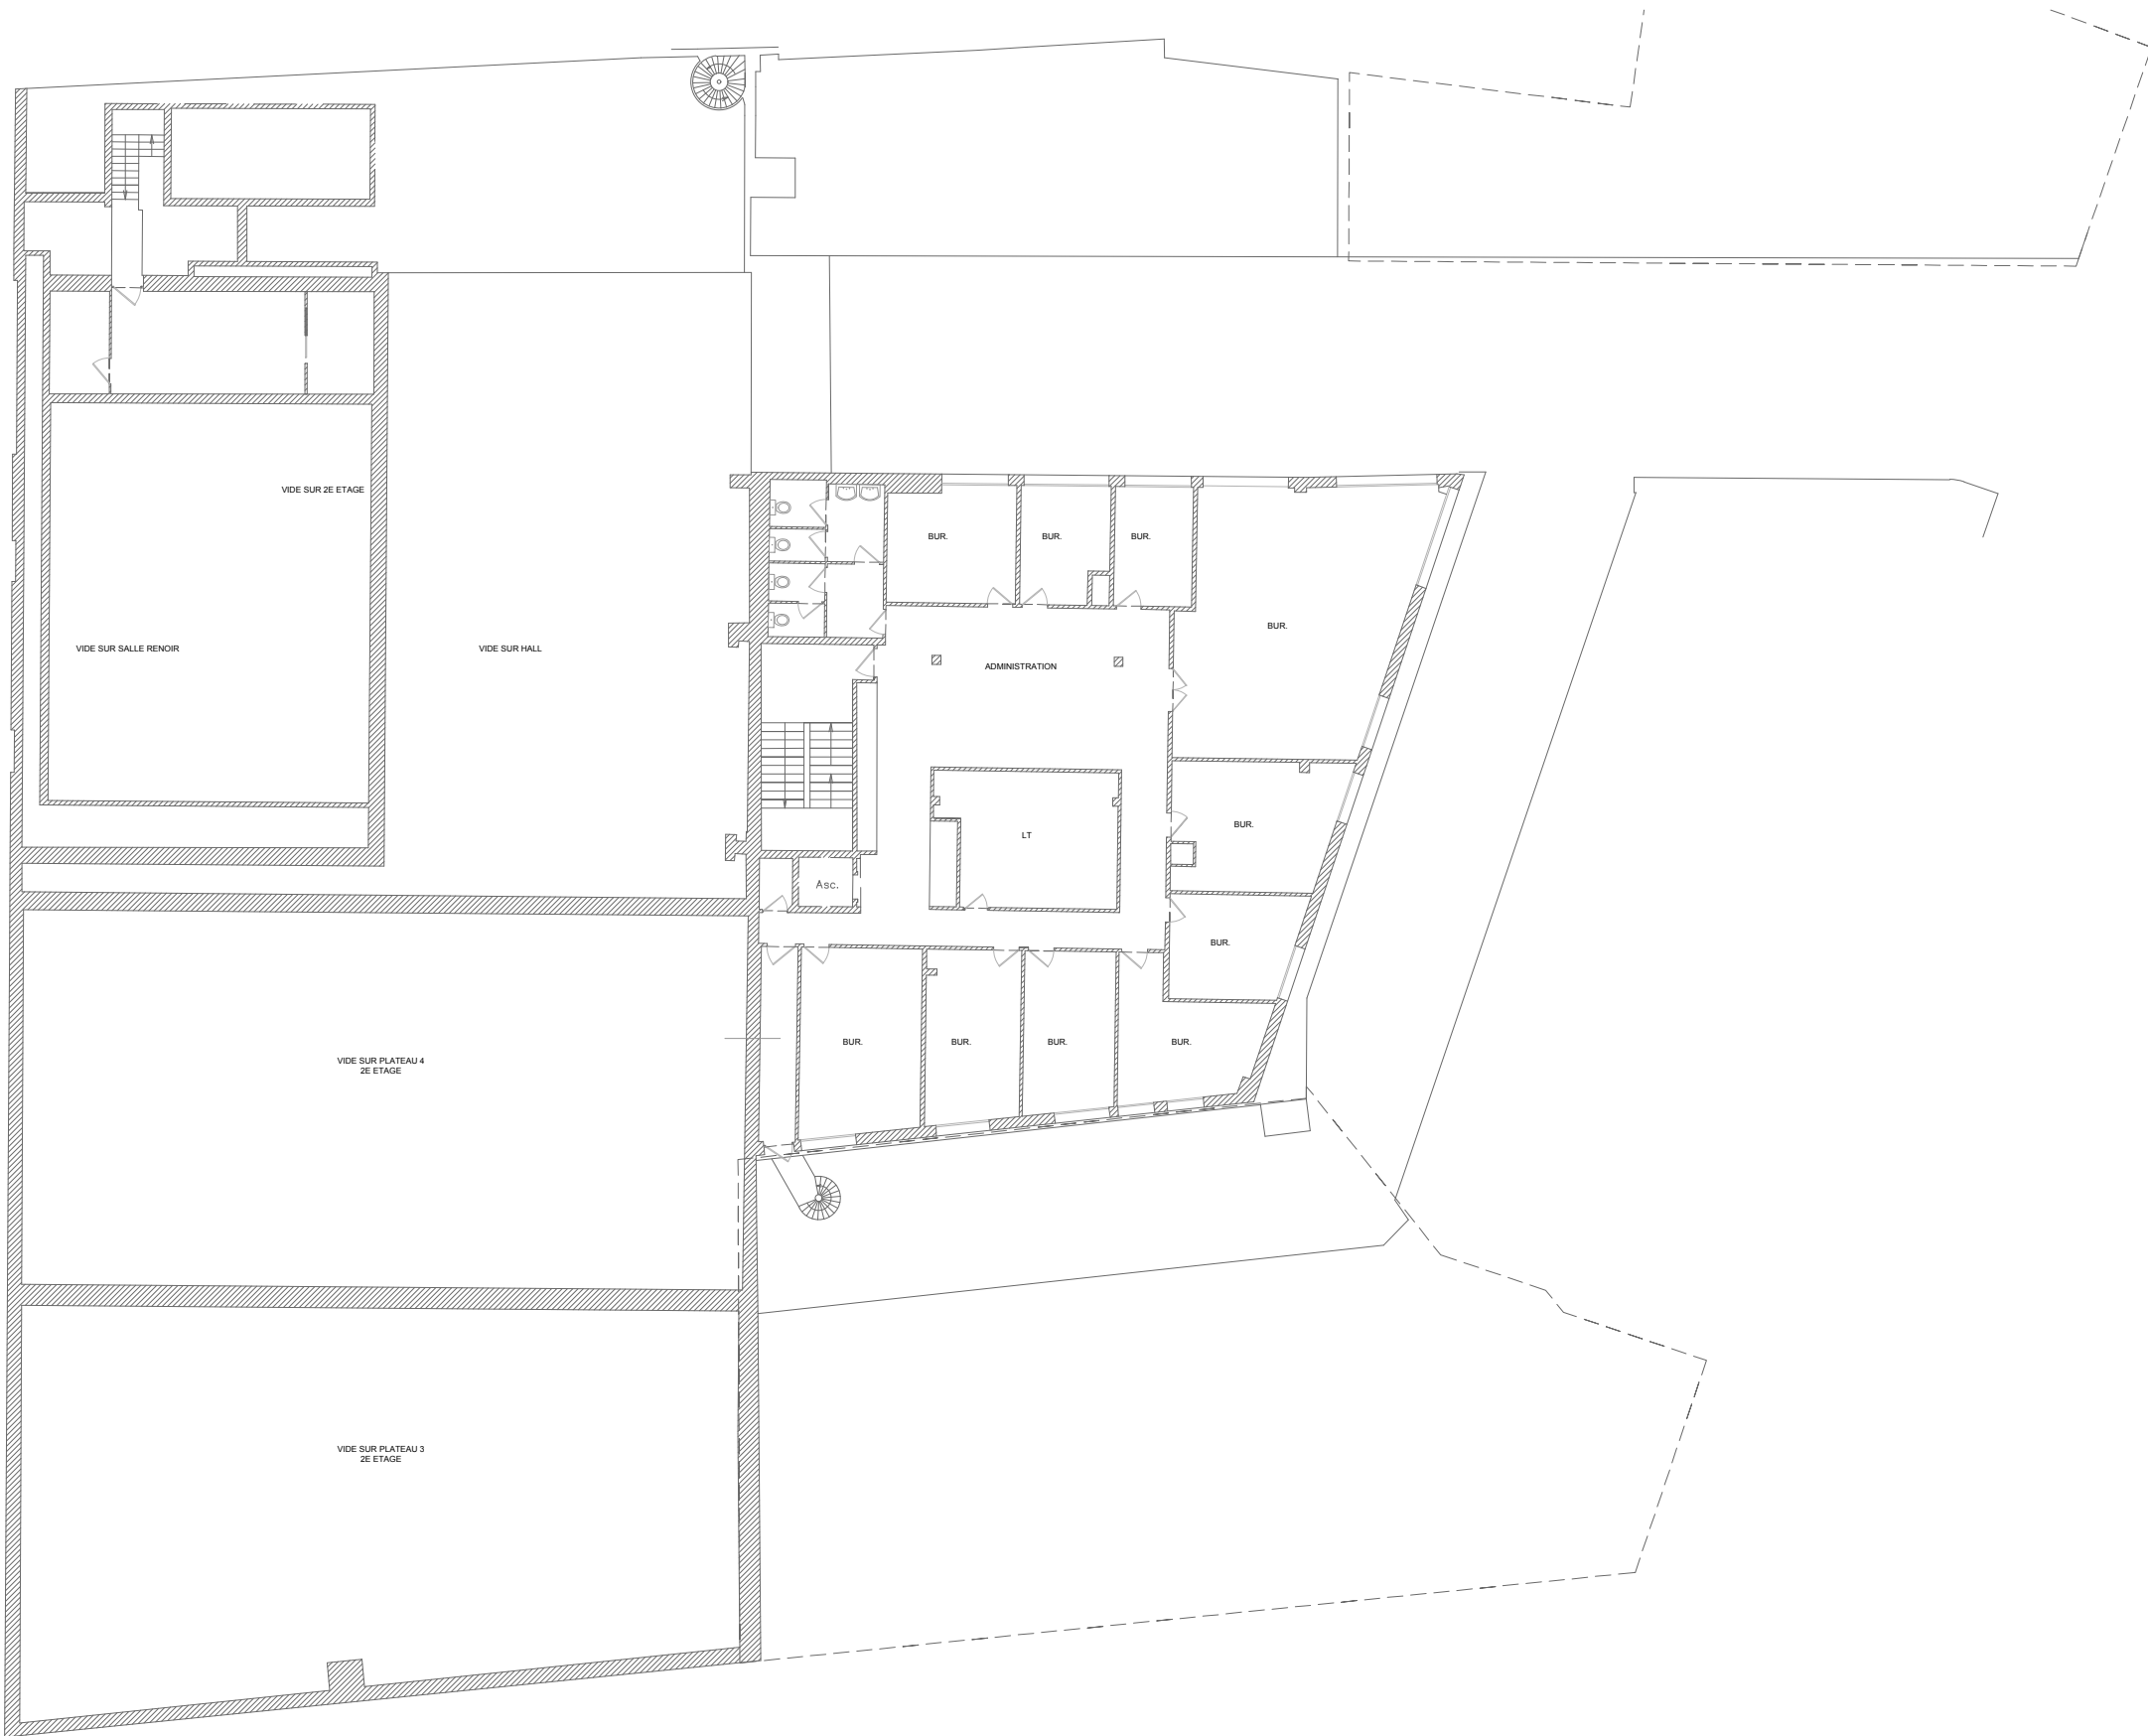 VIDE SUR 2E ETAGE
BUR.
BUR.
BUR.
BUR.
VIDE SUR SALLE RENOIR
VIDE SUR HALL
ADMINISTRATION
BUR.
LT
Asc.
BUR.
BUR.
BUR.
BUR.
BUR.
VIDE SUR PLATEAU 4
2E ETAGE
VIDE SUR PLATEAU 3
2E ETAGE